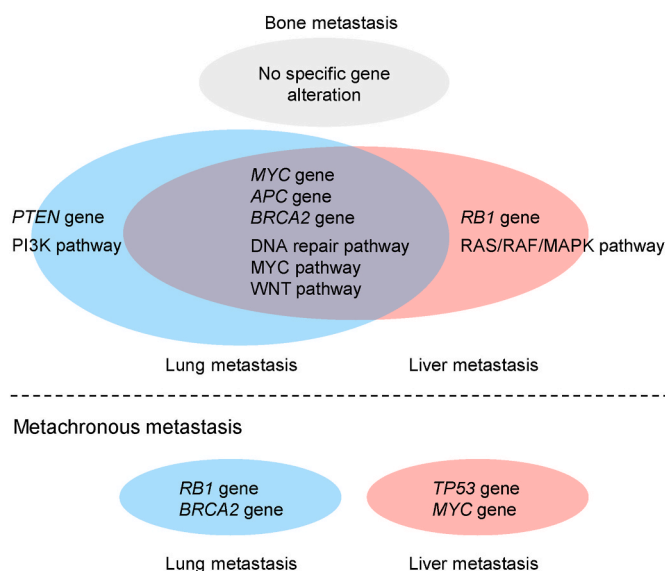 Bone metastasis
No specific gene
alteration
MYC gene
APC gene
BRCA2 gene
DNA repair pathway
MYC pathway
WNT pathway
PTEN gene
PI3K pathway
RB1 gene
RAS/RAF/MAPK pathway
Lung metastasis
Liver metastasis
Metachronous metastasis
RB1 gene
BRCA2 gene
TP53 gene
MYC gene
Lung metastasis
Liver metastasis